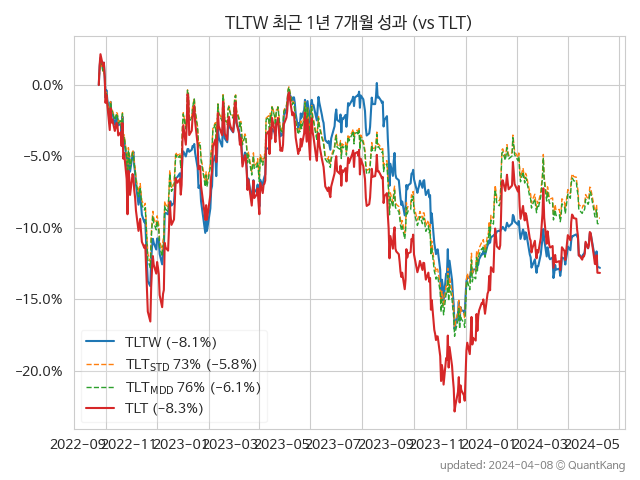 TLTW 최근 1년 7개월 성과 (vs TLT)
0.0%
−5.0%
−10.0%
−15.0%
−20.0%
TLTW (−8.1%)
TLT_STD 73% (−5.8%)
TLT_MDD 76% (−6.1%)
TLT (−8.3%)
2022-09 2022-11 2023-01 2023-03 2023-05 2023-07 2023-09 2023-11 2024-01 2024-03 2024-05
updated: 2024-04-08 © QuantKang